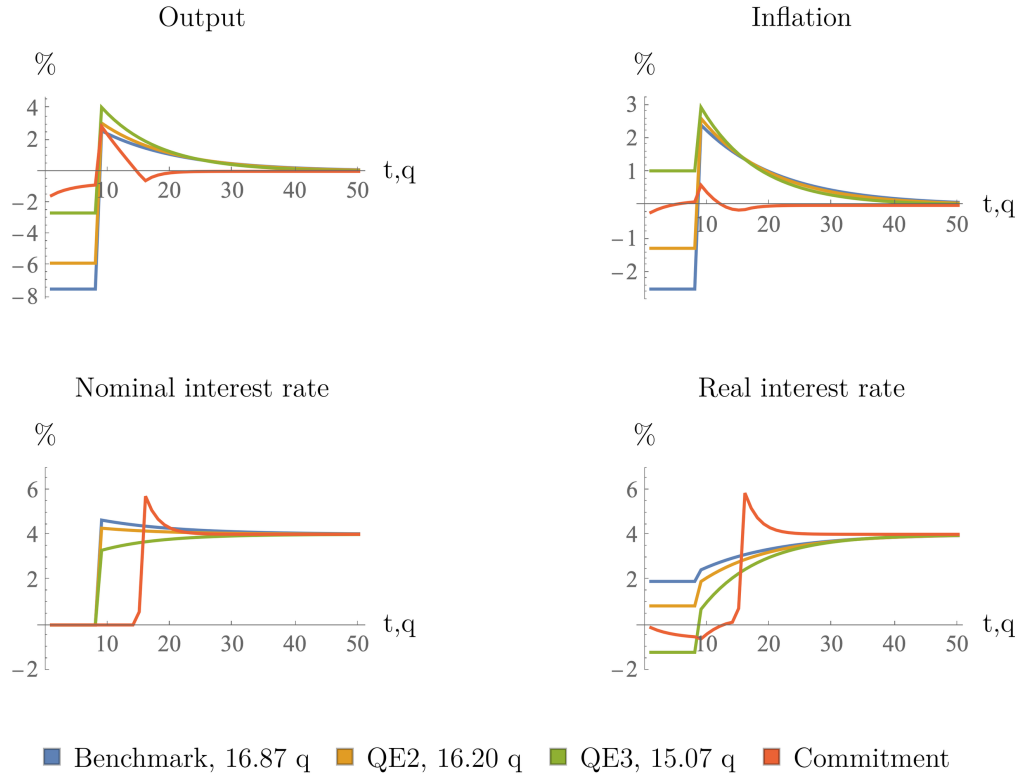 Output
%
4
2
−2
−4
−6
−8
10 20 30 40 50
t,q
Inflation
%
3
2
1
−1
−2
10 20 30 40 50
t,q
Nominal interest rate
%
6
4
2
0
−2
10 20 30 40 50
t,q
Real interest rate
%
6
4
2
0
−2
10 20 30 40 50
t,q
Benchmark, 16.87 q QE2, 16.20 q QE3, 15.07 q Commitment